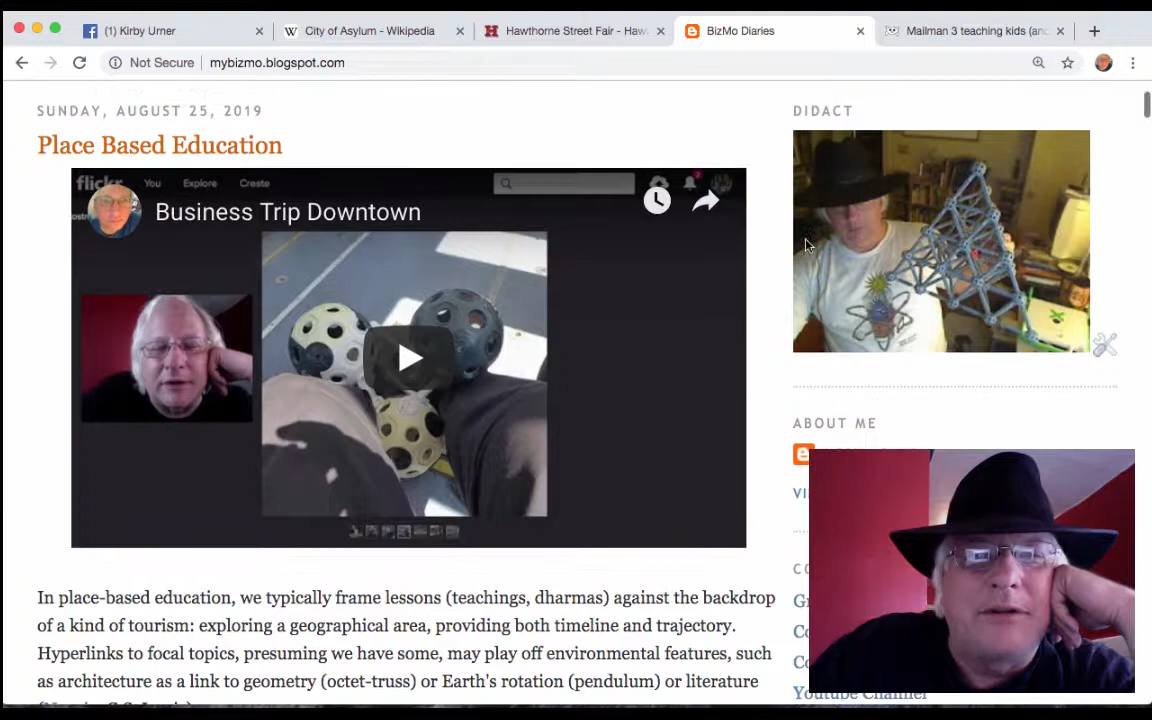 (1) Kirby Urner
City of Asylum - Wikipedia
Hawthorne Street Fair - Haw
BizMo Diaries
Mailman 3 teaching kids (an
Not Secure
mybizmo.blogspot.com
SUNDAY, AUGUST 25, 2019
Place Based Education
flickr
You
Explore
Create
Business Trip Downtown
In place-based education, we typically frame lessons (teachings, dharmas) against the backdrop
of a kind of tourism: exploring a geographical area, providing both timeline and trajectory.
Hyperlinks to focal topics, presuming we have some, may play off environmental features, such
as architecture as a link to geometry (octet-truss) or Earth's rotation (pendulum) or literature
DIDACT
ABOUT ME
Youtube Channel